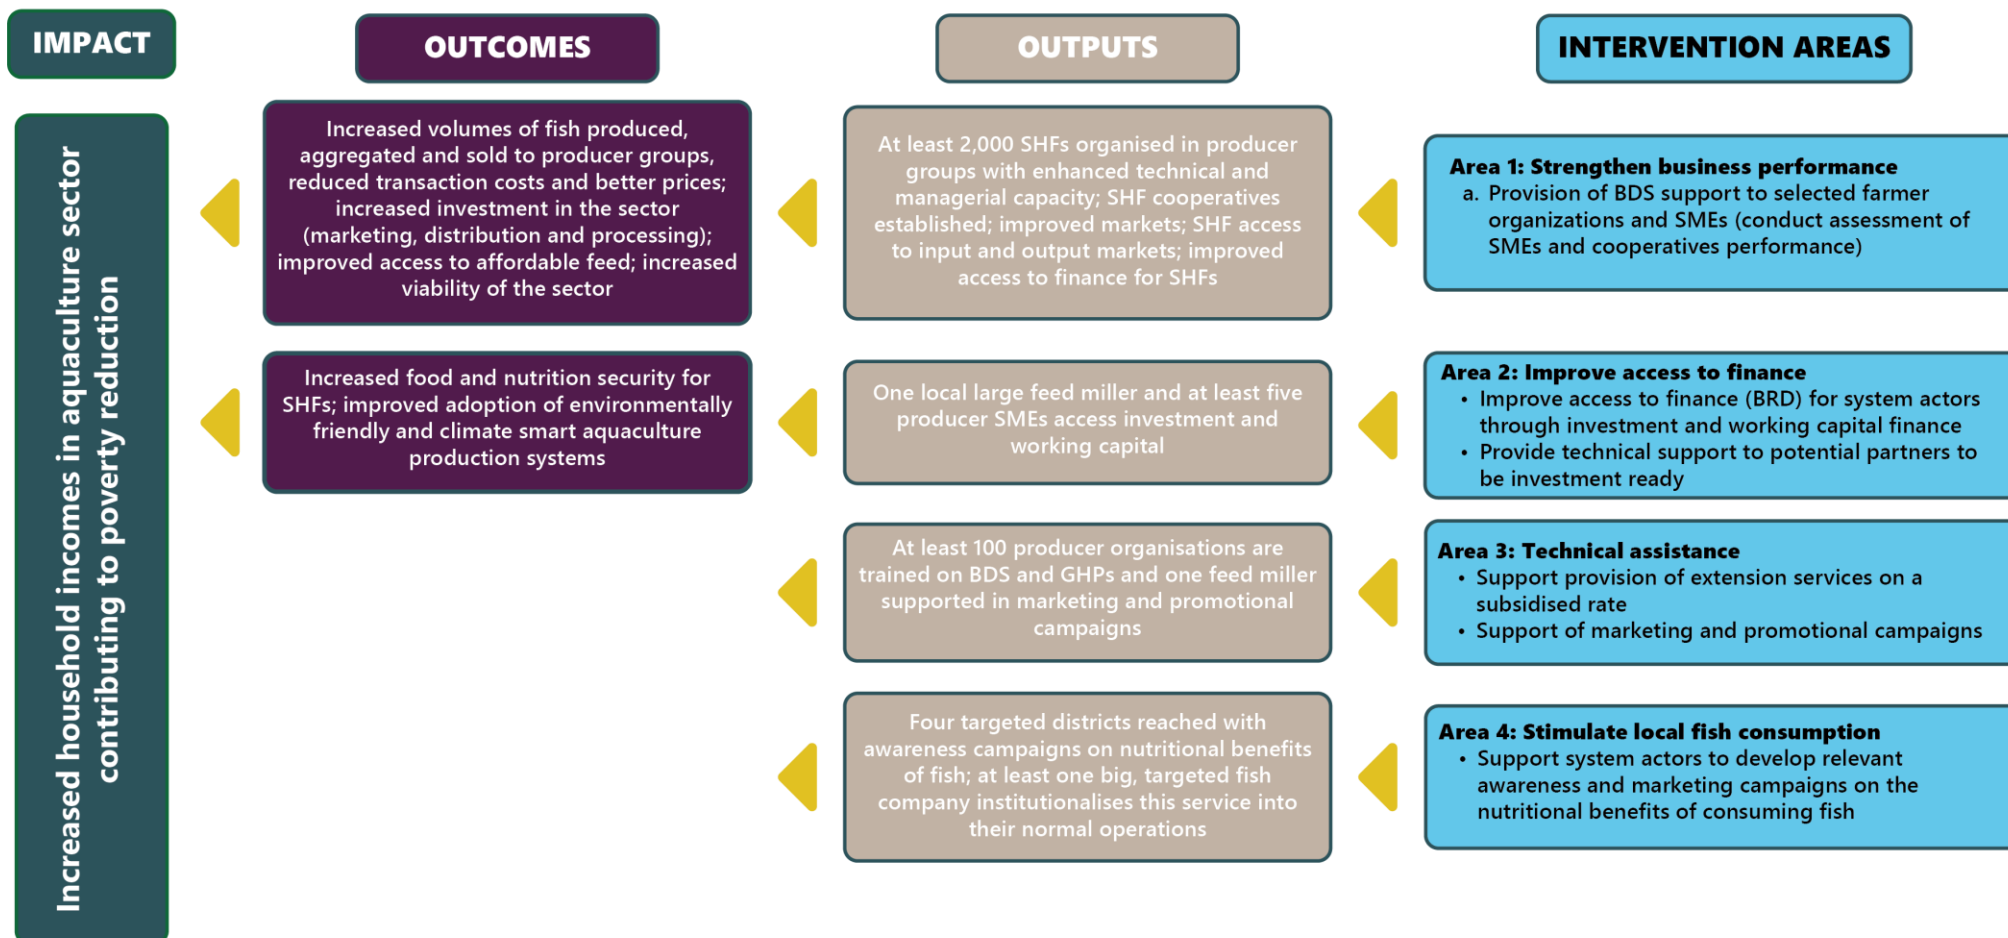 IMPACT
OUTCOMES
OUTPUTS
INTERVENTION AREAS
Increased household incomes in aquaculture sector
contributing to poverty reduction
Increased volumes of fish produced,
aggregated and sold to producer groups,
reduced transaction costs and better prices;
increased investment in the sector
(marketing, distribution and processing);
improved access to affordable feed; increased
viability of the sector
At least 2,000 SHFs organised in producer
groups with enhanced technical and
managerial capacity; SHF cooperatives
established; improved markets; SHF access
to input and output markets; improved
access to finance for SHFs
Area 1: Strengthen business performance
a. Provision of BDS support to selected farmer
organizations and SMEs (conduct assessment of
SMEs and cooperatives performance)
Increased food and nutrition security for
SHFs; improved adoption of environmentally
friendly and climate smart aquaculture
production systems
One local large feed miller and at least five
producer SMEs access investment and
working capital
Area 2: Improve access to finance
• Improve access to finance (BRD) for system actors
through investment and working capital finance
• Provide technical support to potential partners to
be investment ready
At least 100 producer organisations are
trained on BDS and GHPs and one feed miller
supported in marketing and promotional
campaigns
Area 3: Technical assistance
• Support provision of extension services on a
subsidised rate
• Support of marketing and promotional campaigns
Four targeted districts reached with
awareness campaigns on nutritional benefits
of fish; at least one big, targeted fish
company institutionalises this service into
their normal operations
Area 4: Stimulate local fish consumption
• Support system actors to develop relevant
awareness and marketing campaigns on the
nutritional benefits of consuming fish